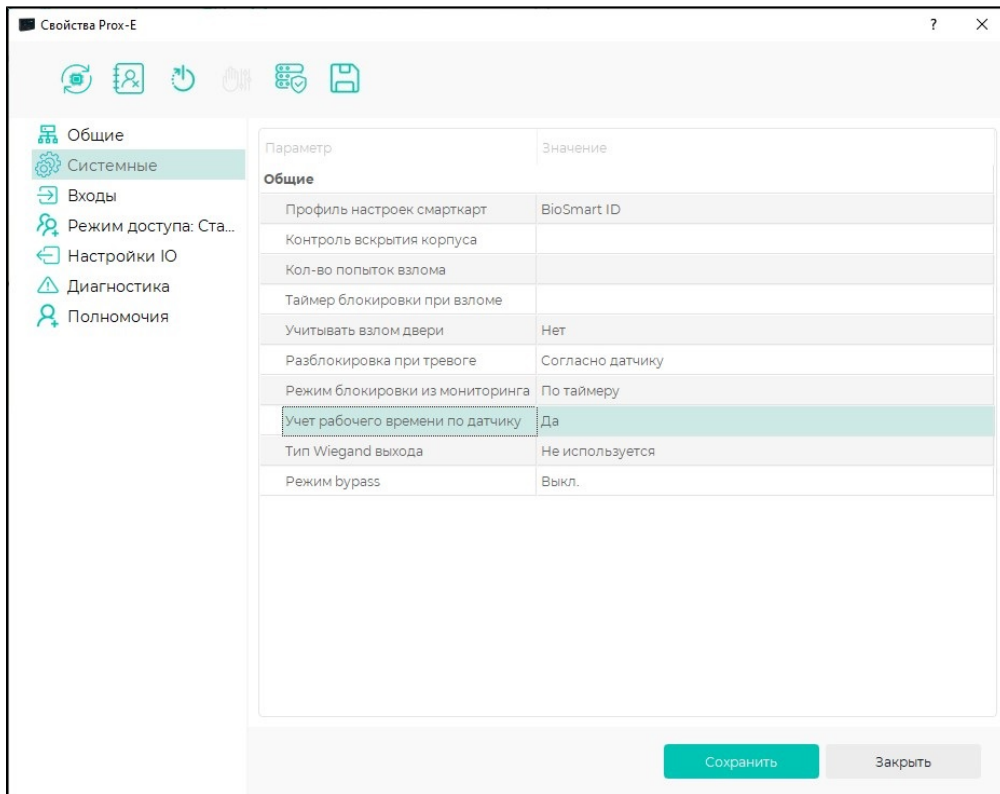 Свойства Prox-E
?
Общие
Системные
Входы
Режим доступа: Ста...
Настройки IO
Диагностика
Полномочия
Параметр Значение
Общие
Профиль настроек смарткарт BioSmart ID
Контроль вскрытия корпуса
Кол-во попыток взлома
Таймер блокировки при взломе
Учитывать взлом двери Нет
Разблокировка при тревоге Согласно датчику
Режим блокировки из мониторинга По таймеру
Учет рабочего времени по датчику Да
Тип Wiegand выхода Не используется
Режим bypass Выкл.
Сохранить Закрыть